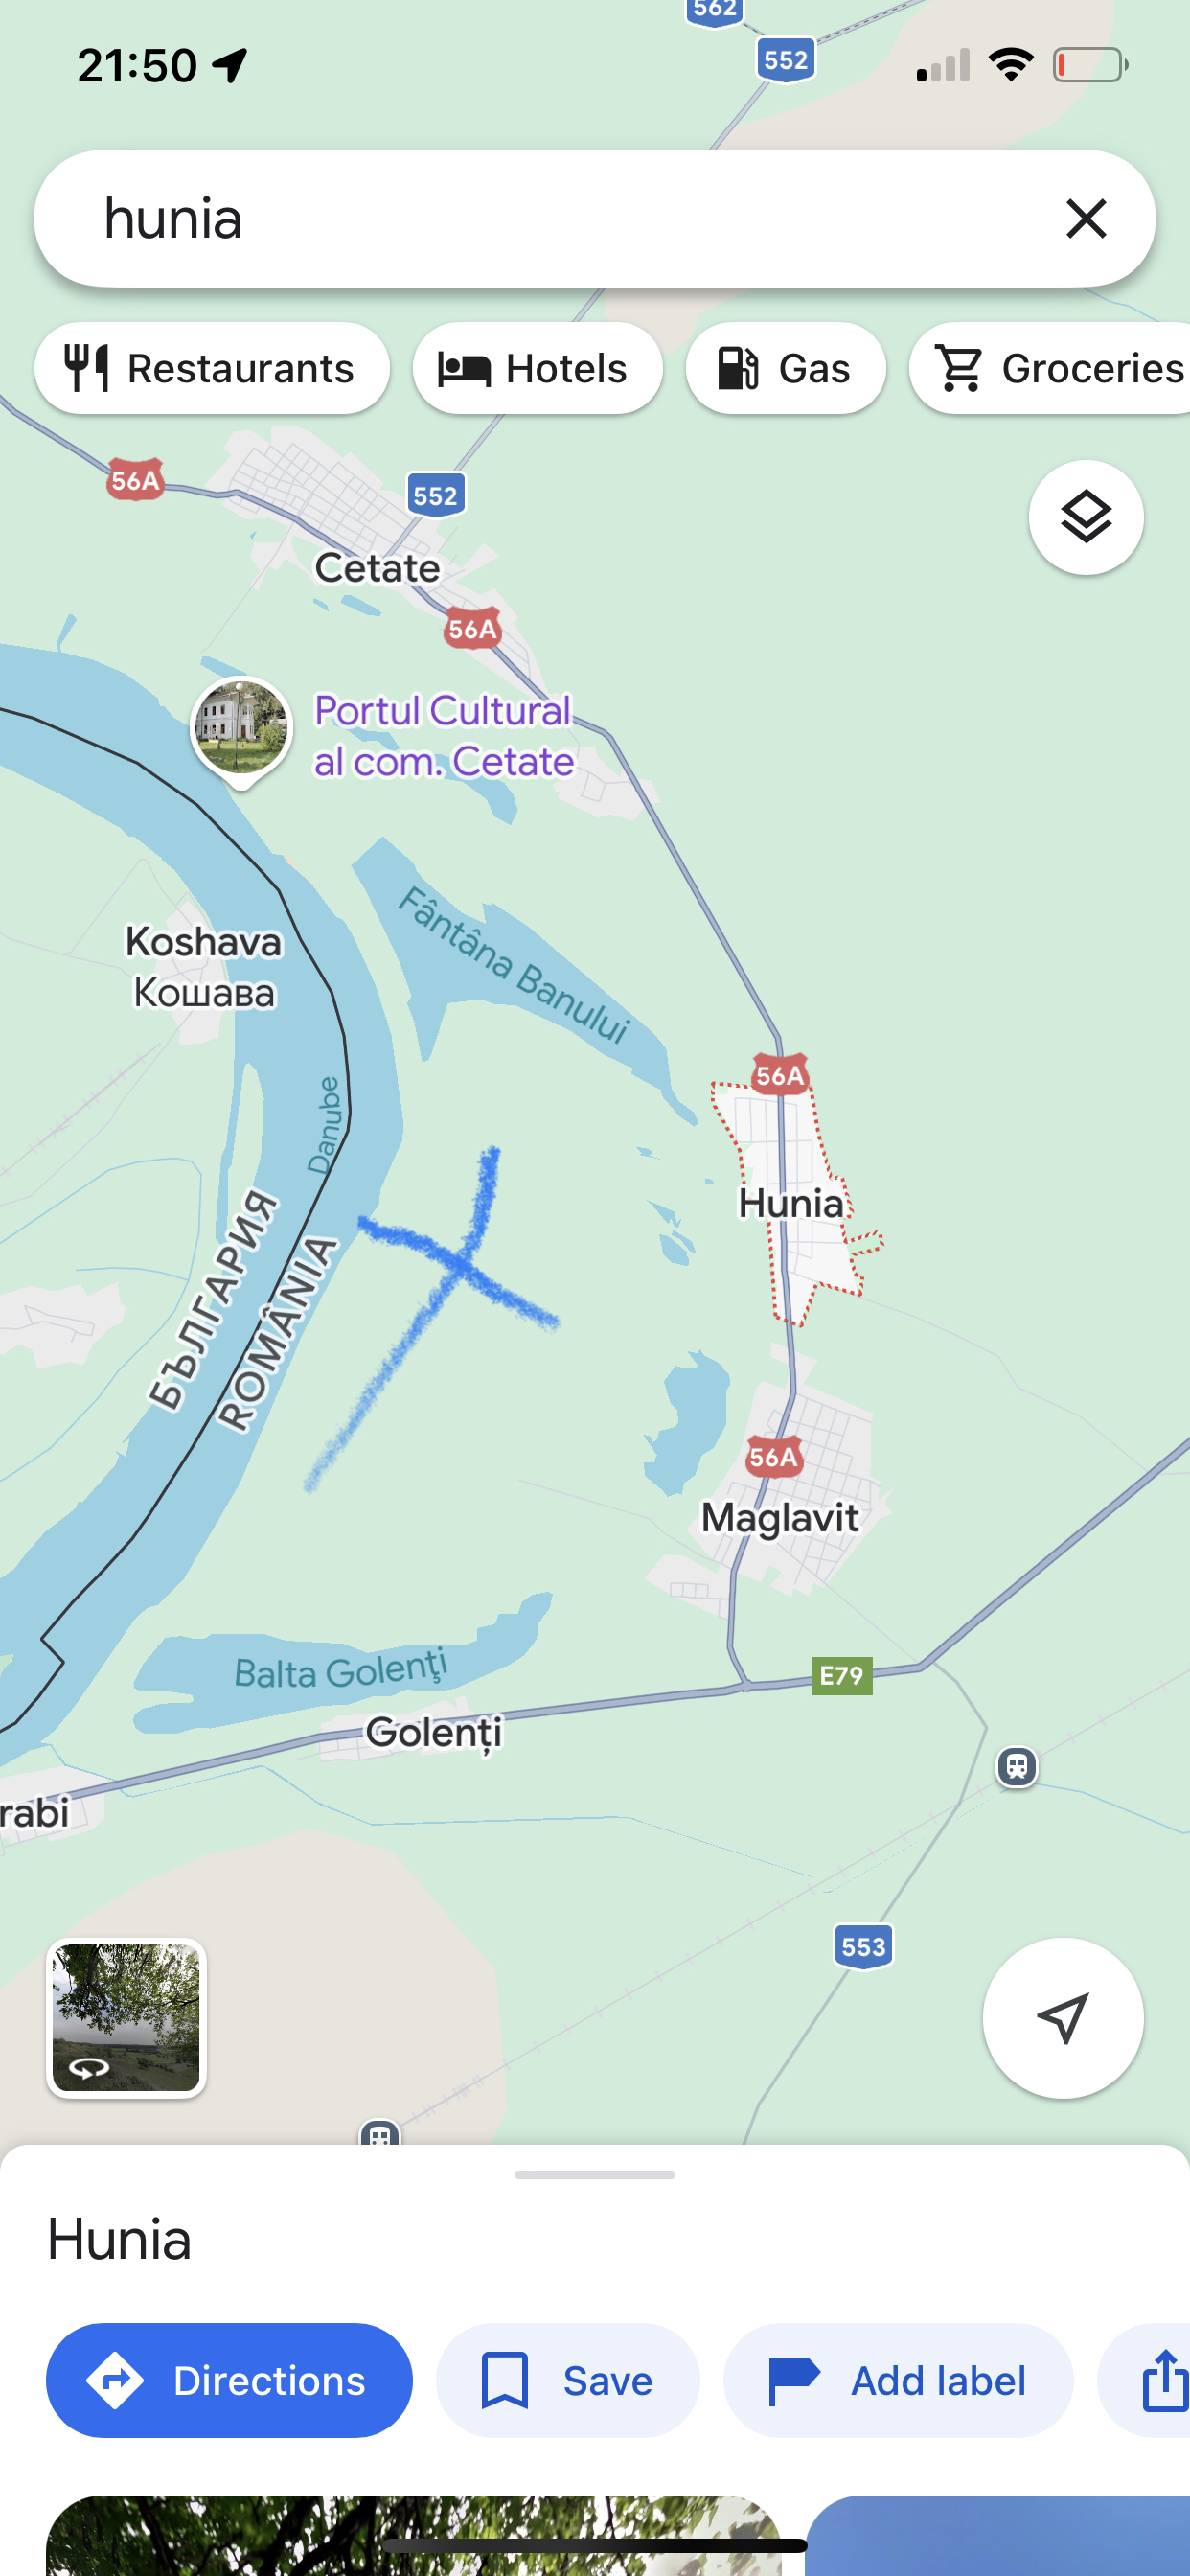 562
21:50
552
hunia
Restaurants
Hotels
Gas
Groceries
56A
552
Cetate
56A
Portul Cultural
al com. Cetate
Fântâna Banului
Koshava
Кошава
56A
Danube
Hunia
БЪЛГАРИЯ
ROMÂNIA
56A
Maglavit
Balta Golenţi
E79
Golenți
rabi
553
Hunia
Directions
Save
Add label